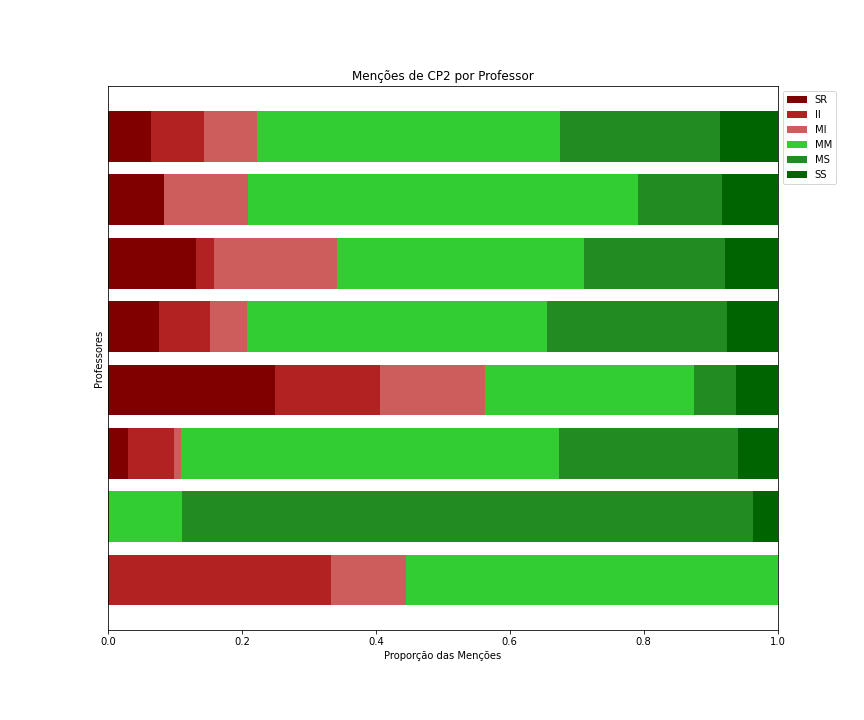 Menções de CP2 por Professor
SR
II
MI
MM
MS
SS
Professores
0.0
0.2
0.4
0.6
0.8
1.0
Proporção das Menções